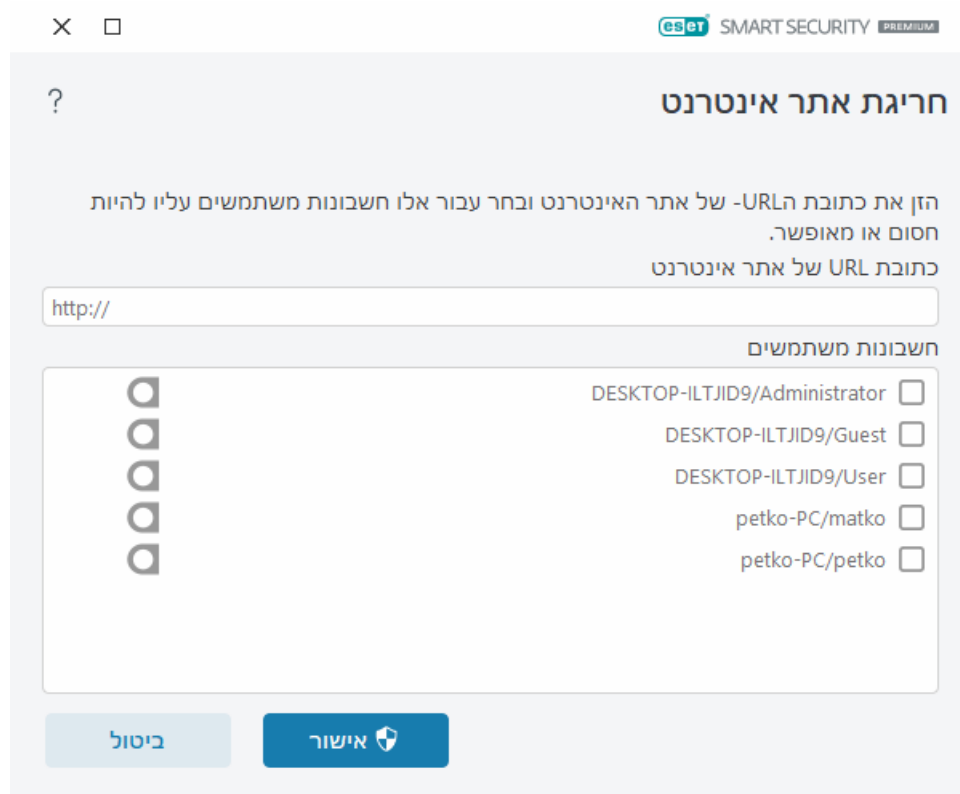 eset SMART SECURITY PREMIUM
חריגת אתר אינטרנט
?
הזן את כתובת הURL- של אתר האינטרנט ובחר עבור אלו חשבונות משתמשים עליו להיות
חסום או מאופשר.
כתובת URL של אתר אינטרנט
http://
חשבונות משתמשים
DESKTOP-ILTJID9/Administrator
DESKTOP-ILTJID9/Guest
DESKTOP-ILTJID9/User
petko-PC/matko
petko-PC/petko
אישור
ביטול